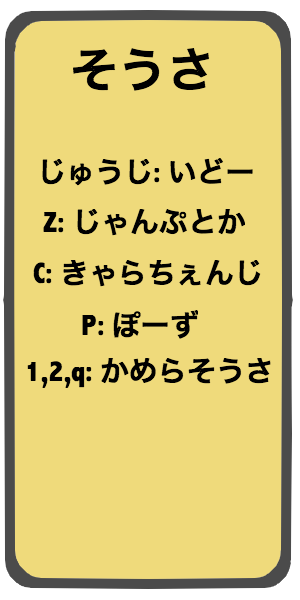 そうさ
じゅうじ: いどー
Z: じゃんぷとか
C: きゃらちぇんじ
P: ぽーず
1,2,q: かめらそうさ